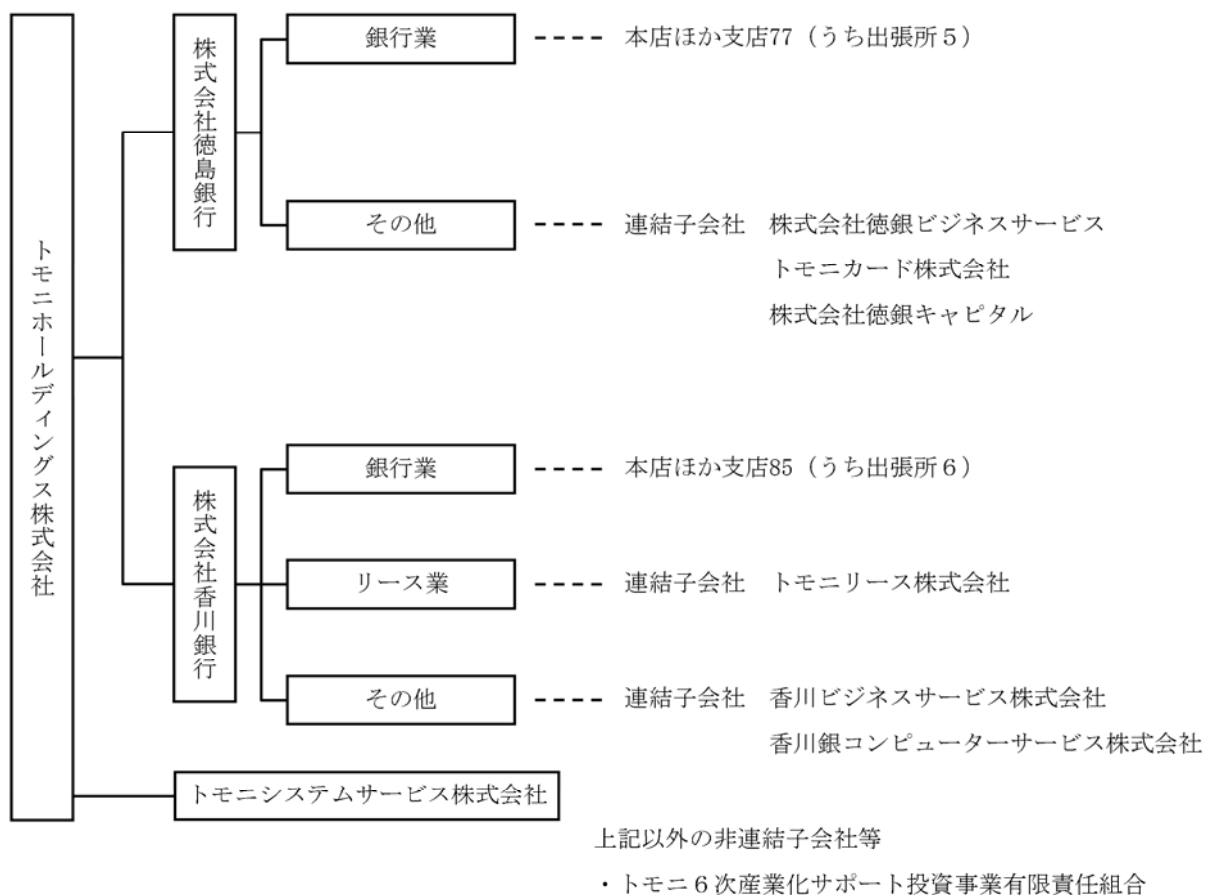 トモニホールディングス株式会社
株式会社徳島銀行
銀行業
本店ほか支店77（うち出張所５）
その他
連結子会社　株式会社徳銀ビジネスサービス
トモニカード株式会社
株式会社徳銀キャピタル
株式会社香川銀行
銀行業
本店ほか支店85（うち出張所６）
リース業
連結子会社　トモニリース株式会社
その他
連結子会社　香川ビジネスサービス株式会社
香川銀コンピューターサービス株式会社
トモニシステムサービス株式会社
上記以外の非連結子会社等
・トモニ６次産業化サポート投資事業有限責任組合